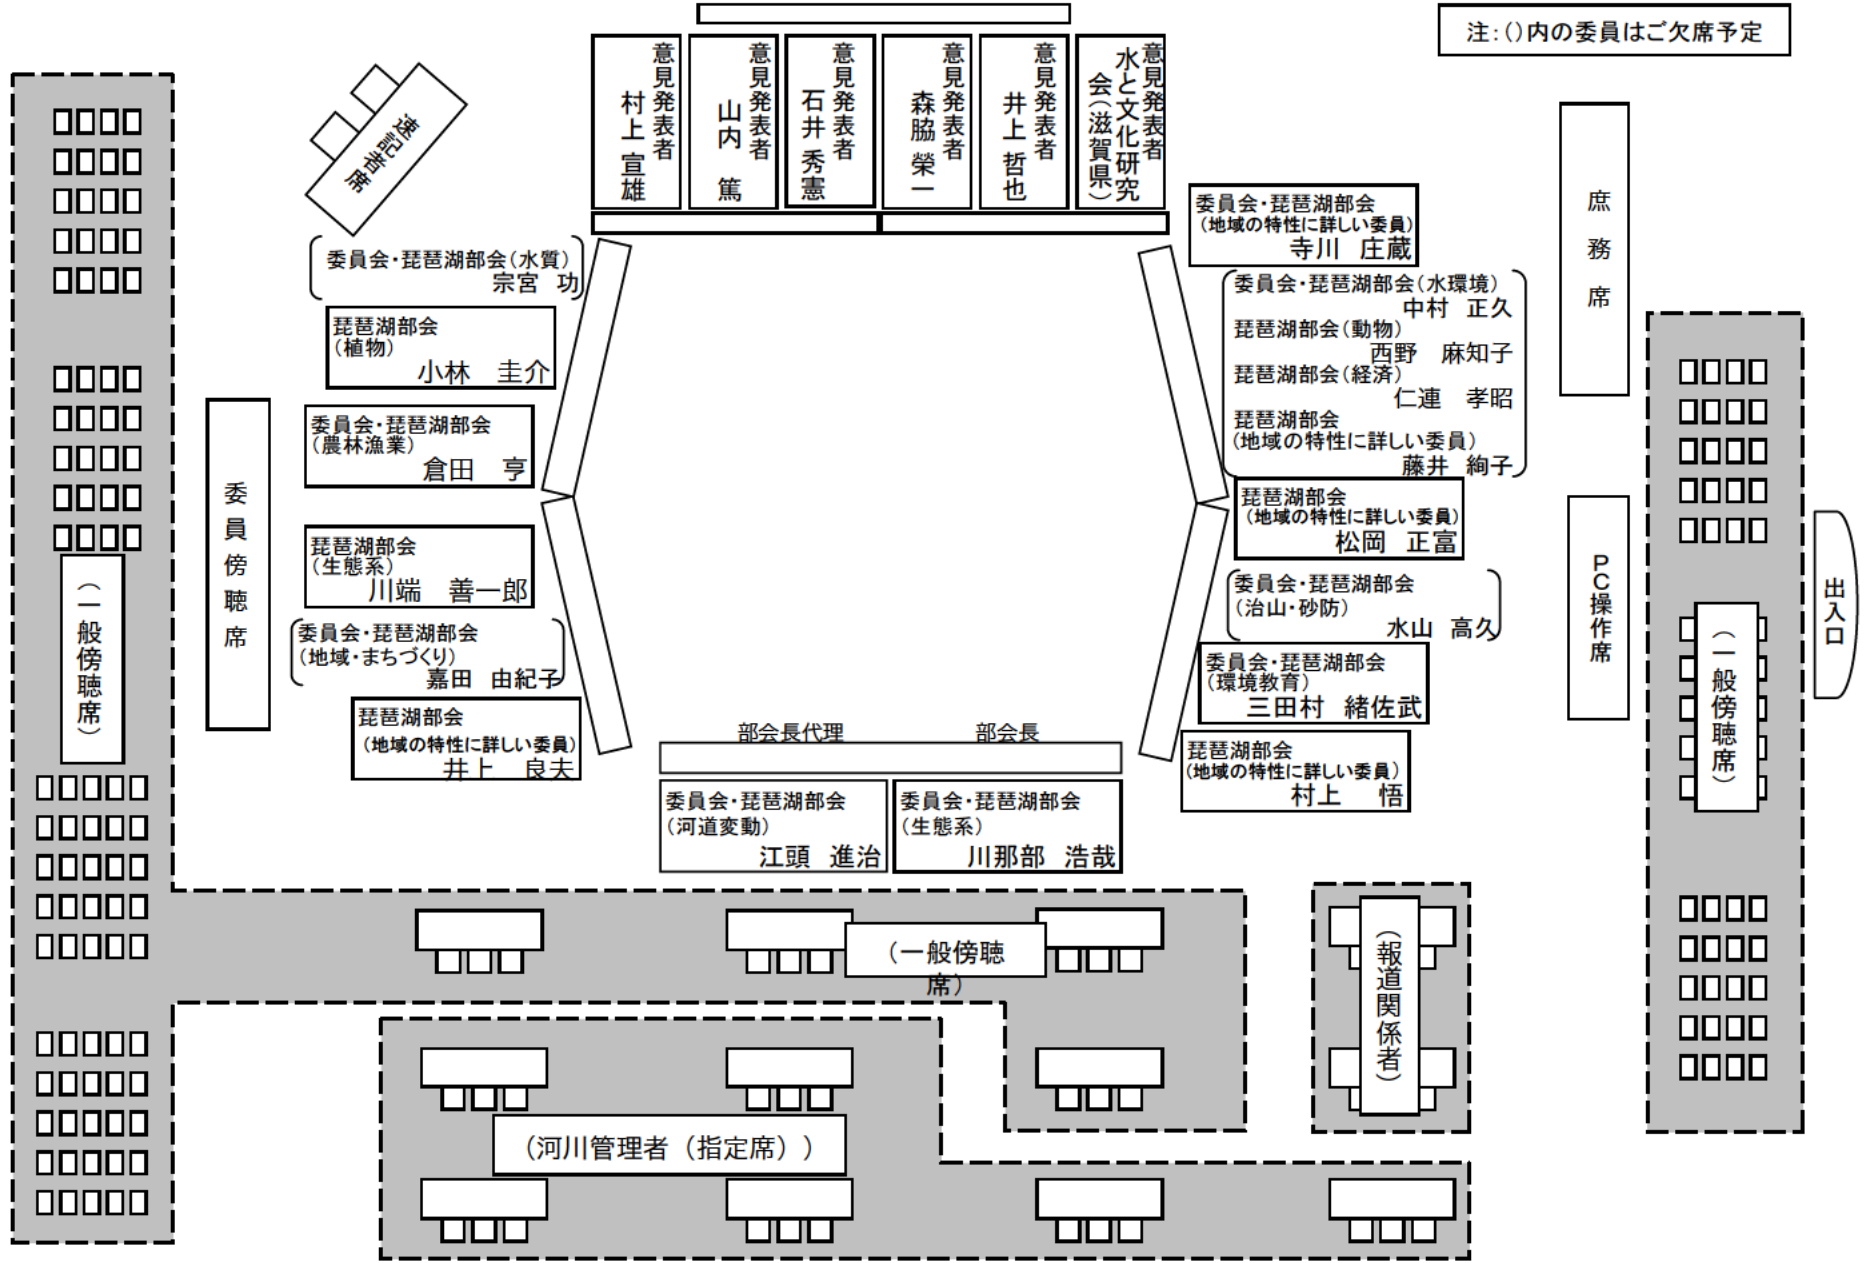 注：（）内の委員はご欠席予定
意見発表者
村上 宣雄
意見発表者
山内 篤
意見発表者
石井 秀憲
意見発表者
森脇 榮一
意見発表者
井上 哲也
意見発表者
水と文化研究
会（滋賀県）
速記者席
委員会・琵琶湖部会（水質）
宗宮 功
琵琶湖部会
（植物）
小林 圭介
委員会・琵琶湖部会
（農林漁業）
倉田 亨
琵琶湖部会
（生態系）
川端 善一郎
委員会・琵琶湖部会
（地域・まちづくり）
嘉田 由紀子
琵琶湖部会
（地域の特性に詳しい委員）
井上 良夫
委員会・琵琶湖部会
（地域の特性に詳しい委員）
寺川 庄蔵
委員会・琵琶湖部会（水環境）
中村 正久
琵琶湖部会（動物）
西野 麻知子
琵琶湖部会（経済）
仁連 孝昭
琵琶湖部会
（地域の特性に詳しい委員）
藤井 絢子
琵琶湖部会
（地域の特性に詳しい委員）
松岡 正富
委員会・琵琶湖部会
（治山・砂防）
水山 高久
委員会・琵琶湖部会
（環境教育）
三田村 緒佐武
琵琶湖部会
（地域の特性に詳しい委員）
村上 悟
部会長代理
部会長
委員会・琵琶湖部会
（河道変動）
江頭 進治
委員会・琵琶湖部会
（生態系）
川那部 浩哉
委員傍聴席
（一般傍聴席）
庶務席
PC操作席
出入口
（一般傍聴席）
（一般傍聴
席）
（報道関係者）
（河川管理者（指定席））